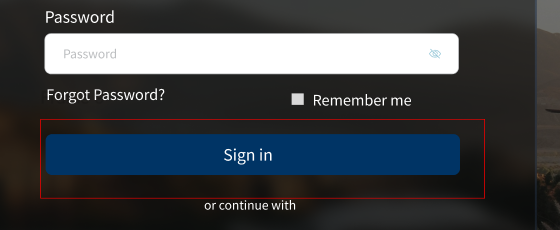 Password
Password
Forgot Password?
Remember me
Sign in
or continue with